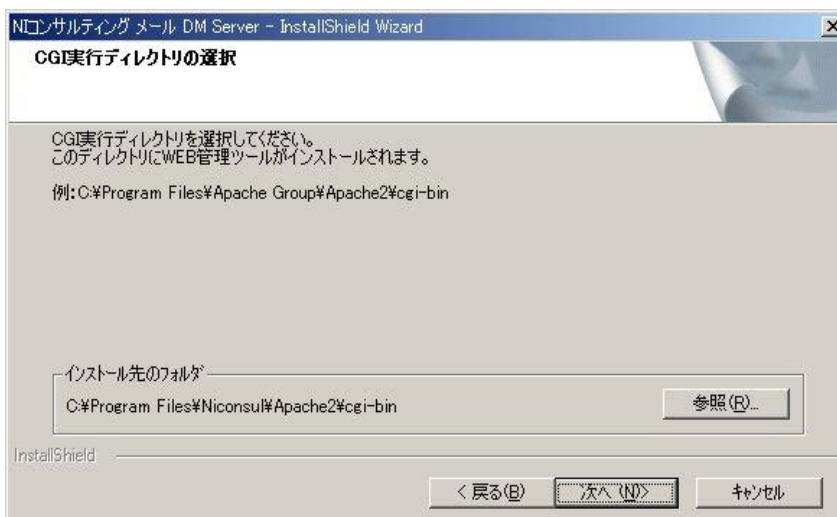 NIコンサルティング メール DM Server - InstallShield Wizard
CGI実行ディレクトリの選択
CGI実行ディレクトリを選択してください。
このディレクトリにWEB管理ツールがインストールされます。
例:C:¥Program Files¥Apache Group¥Apache2¥cgi-bin
インストール先のフォルダ
C:¥Program Files¥Niconsul¥Apache2¥cgi-bin
参照(R)...
InstallShield
< 戻る(B)
次へ (N)>
キャンセル